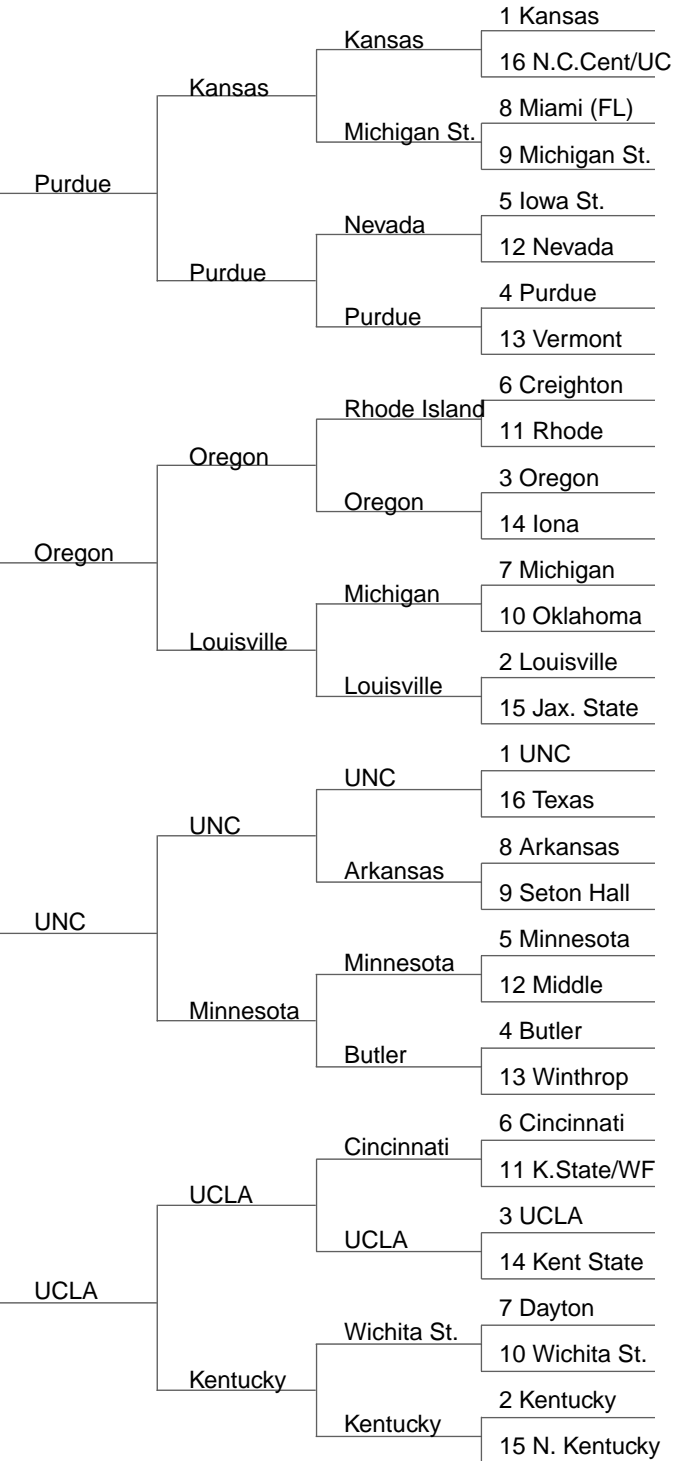 1 Kansas
Kansas
16 N.C.Cent/UC
Kansas
8 Miami (FL)
Michigan St.
9 Michigan St.
Purdue
5 Iowa St.
Nevada
12 Nevada
Purdue
4 Purdue
Purdue
13 Vermont
6 Creighton
Rhode Island
11 Rhode
Oregon
3 Oregon
Oregon
14 Iona
Oregon
7 Michigan
Michigan
10 Oklahoma
Louisville
2 Louisville
Louisville
15 Jax. State
1 UNC
UNC
16 Texas
UNC
8 Arkansas
Arkansas
9 Seton Hall
UNC
5 Minnesota
Minnesota
12 Middle
Minnesota
4 Butler
Butler
13 Winthrop
6 Cincinnati
Cincinnati
11 K.State/WF
UCLA
3 UCLA
UCLA
14 Kent State
UCLA
7 Dayton
Wichita St.
10 Wichita St.
Kentucky
2 Kentucky
Kentucky
15 N. Kentucky